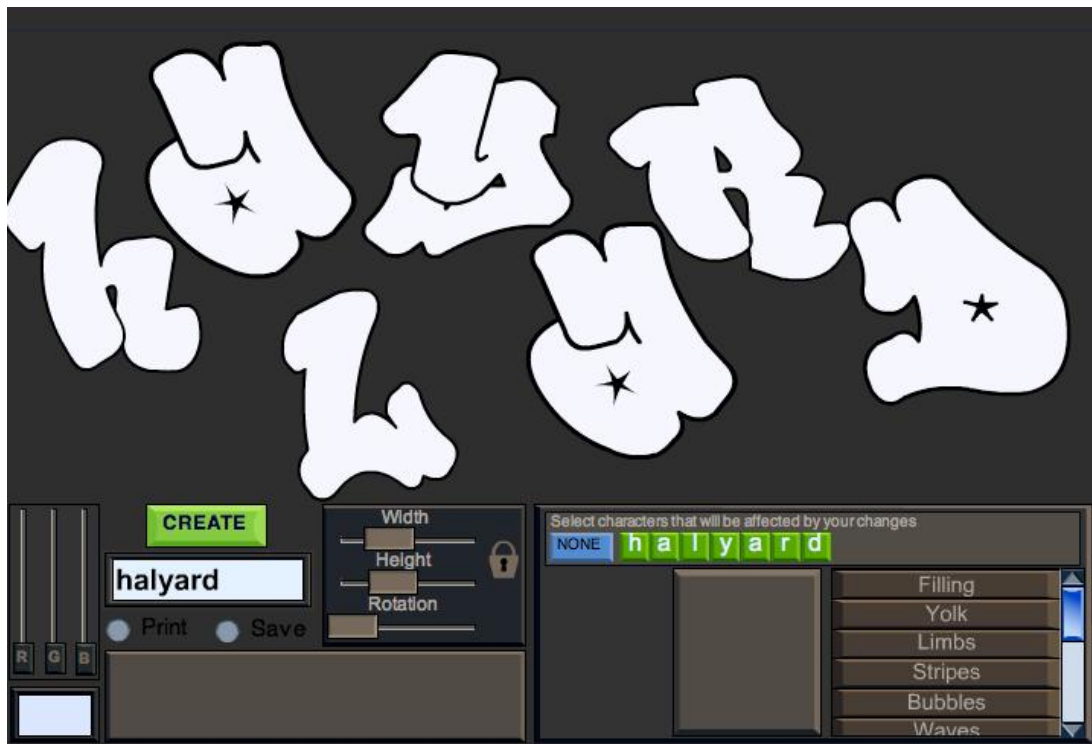 halyard
CREATE
halyard
Print
Save
R G B
Width
Height
Rotation
Select characters that will be affected by your changes
NONE
h a l y a r d
Filling
Yolk
Limbs
Stripes
Bubbles
Waves